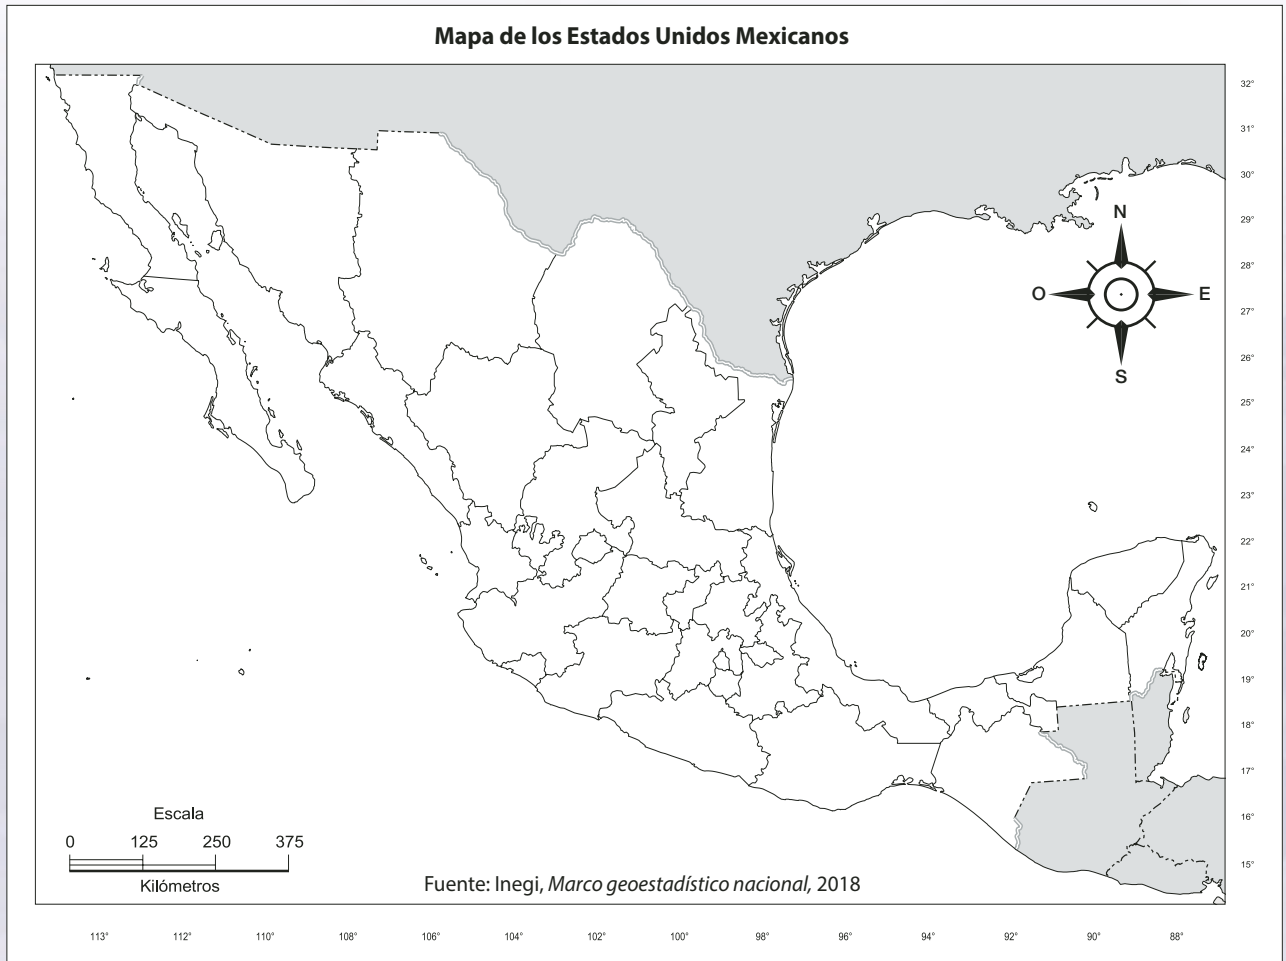 Mapa de los Estados Unidos Mexicanos
32°
31°
30°
29°
N
28°
O
E
27°
26°
S
25°
24°
23°
22°
21°
20°
19°
18°
17°
Escala
16°
0 125 250 375
15°
Kilómetros
Fuente: Inegi, Marco geoestadístico nacional, 2018
113° 112° 110° 108° 106° 104° 102° 100° 98° 96° 94° 92° 90° 88°